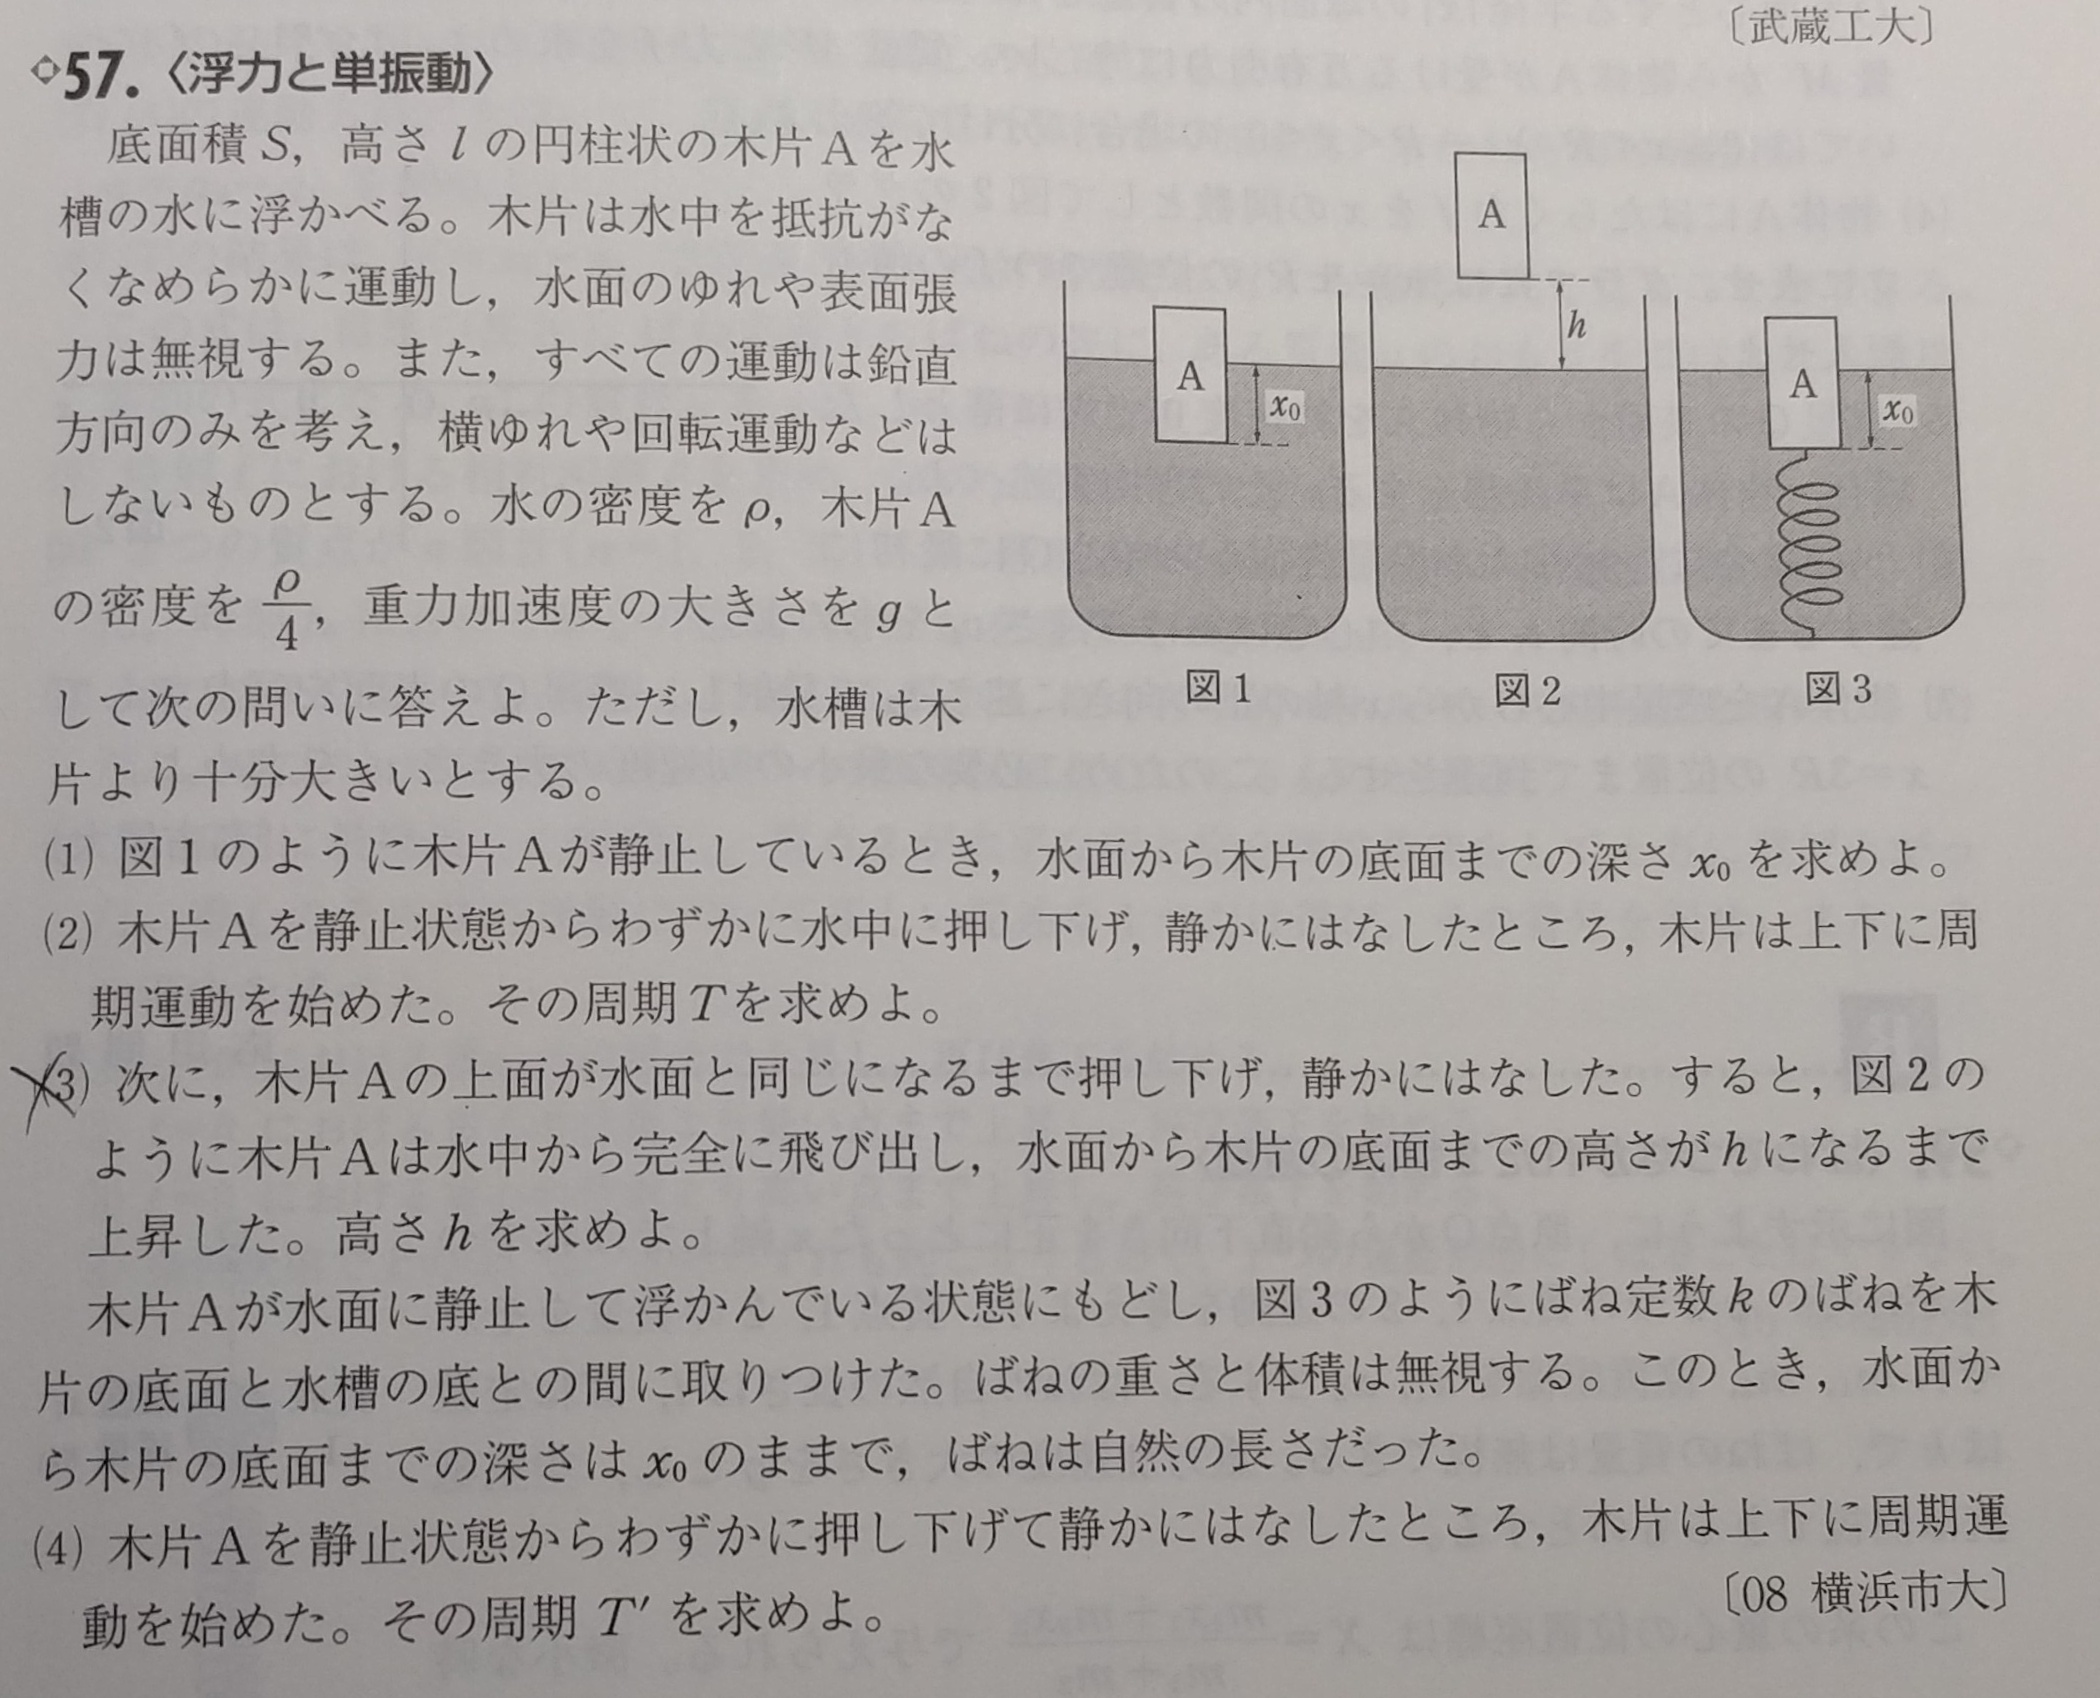 〔武蔵工大〕
57.〈浮力と単振動〉
底面積 S, 高さ l の円柱状の木片Aを水
槽の水に浮かべる。木片は水中を抵抗がな
くなめらかに運動し, 水面のゆれや表面張
力は無視する。また, すべての運動は鉛直
方向のみを考え, 横ゆれや回転運動などは
しないものとする。水の密度を ρ, 木片A
の密度を ρ/4, 重力加速度の大きさを g と
して次の問いに答えよ。ただし, 水槽は木
片より十分大きいとする。
A
x₀
図1
A
h
図2
A
x₀
図3
(1) 図1のように木片Aが静止しているとき, 水面から木片の底面までの深さ x₀ を求めよ。
(2) 木片Aを静止状態からわずかに水中に押し下げ, 静かにはなしたところ, 木片は上下に周
期運動を始めた。その周期 T を求めよ。
(3) 次に, 木片Aの上面が水面と同じになるまで押し下げ, 静かにはなした。すると, 図2の
ように木片Aは水中から完全に飛び出し, 水面から木片の底面までの高さが h になるまで
上昇した。高さ h を求めよ。
木片Aが水面に静止して浮かんでいる状態にもどし, 図3のようにばね定数 k のばねを木
片の底面と水槽の底との間に取りつけた。ばねの重さと体積は無視する。このとき, 水面か
ら木片の底面までの深さは x₀ のままで, ばねは自然の長さだった。
(4) 木片Aを静止状態からわずかに押し下げて静かにはなしたところ, 木片は上下に周期運
動を始めた。その周期 T′ を求めよ。
〔08 横浜市大〕